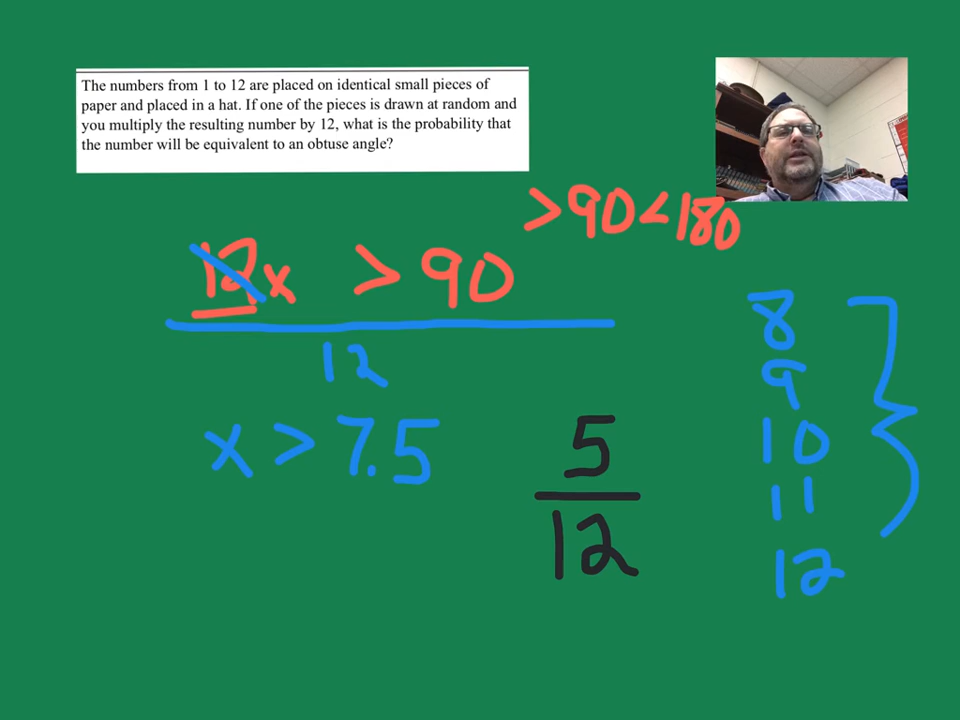 The numbers from 1 to 12 are placed on identical small pieces of
paper and placed in a hat. If one of the pieces is drawn at random and
you multiply the resulting number by 12, what is the probability that
the number will be equivalent to an obtuse angle?
>90<180
12x > 90
12
x > 7.5
5
12
8
9
10
11
12